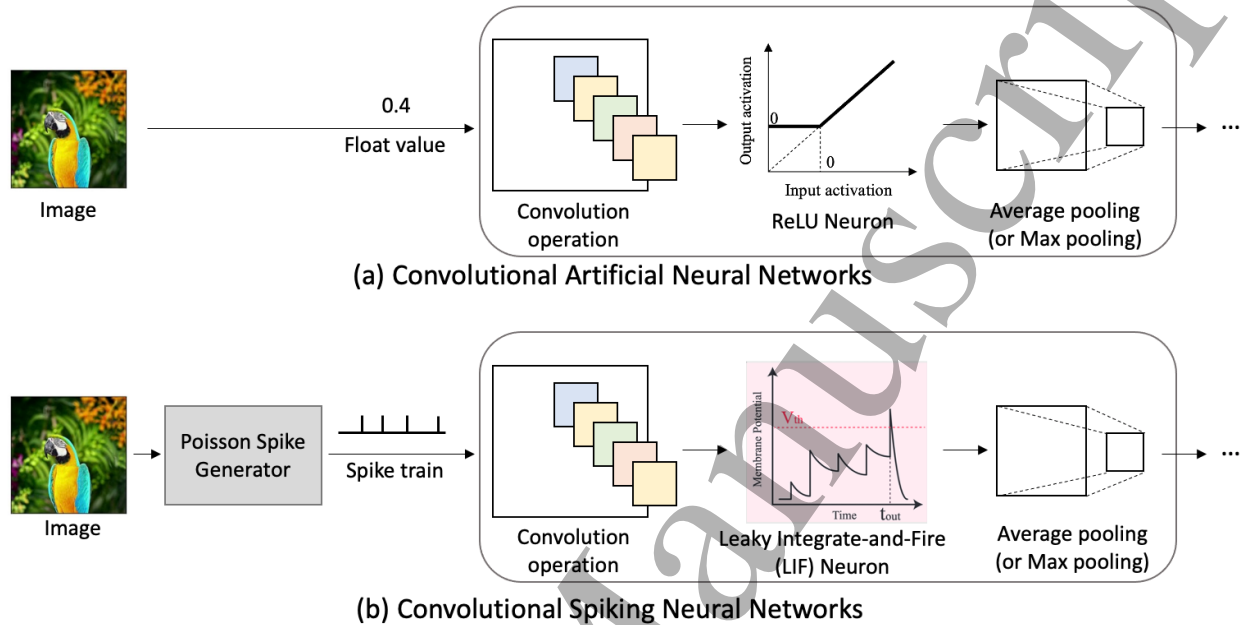 0.4
Float value
Image
Convolution
operation
Output activation
0
0
Input activation
ReLU Neuron
Average pooling
(or Max pooling)
...
(a) Convolutional Artificial Neural Networks
Image
Poisson Spike
Generator
Spike train
Convolution
operation
Membrane Potential
Vth
Time
tout
Leaky Integrate-and-Fire
(LIF) Neuron
Average pooling
(or Max pooling)
...
(b) Convolutional Spiking Neural Networks
Manuscrip